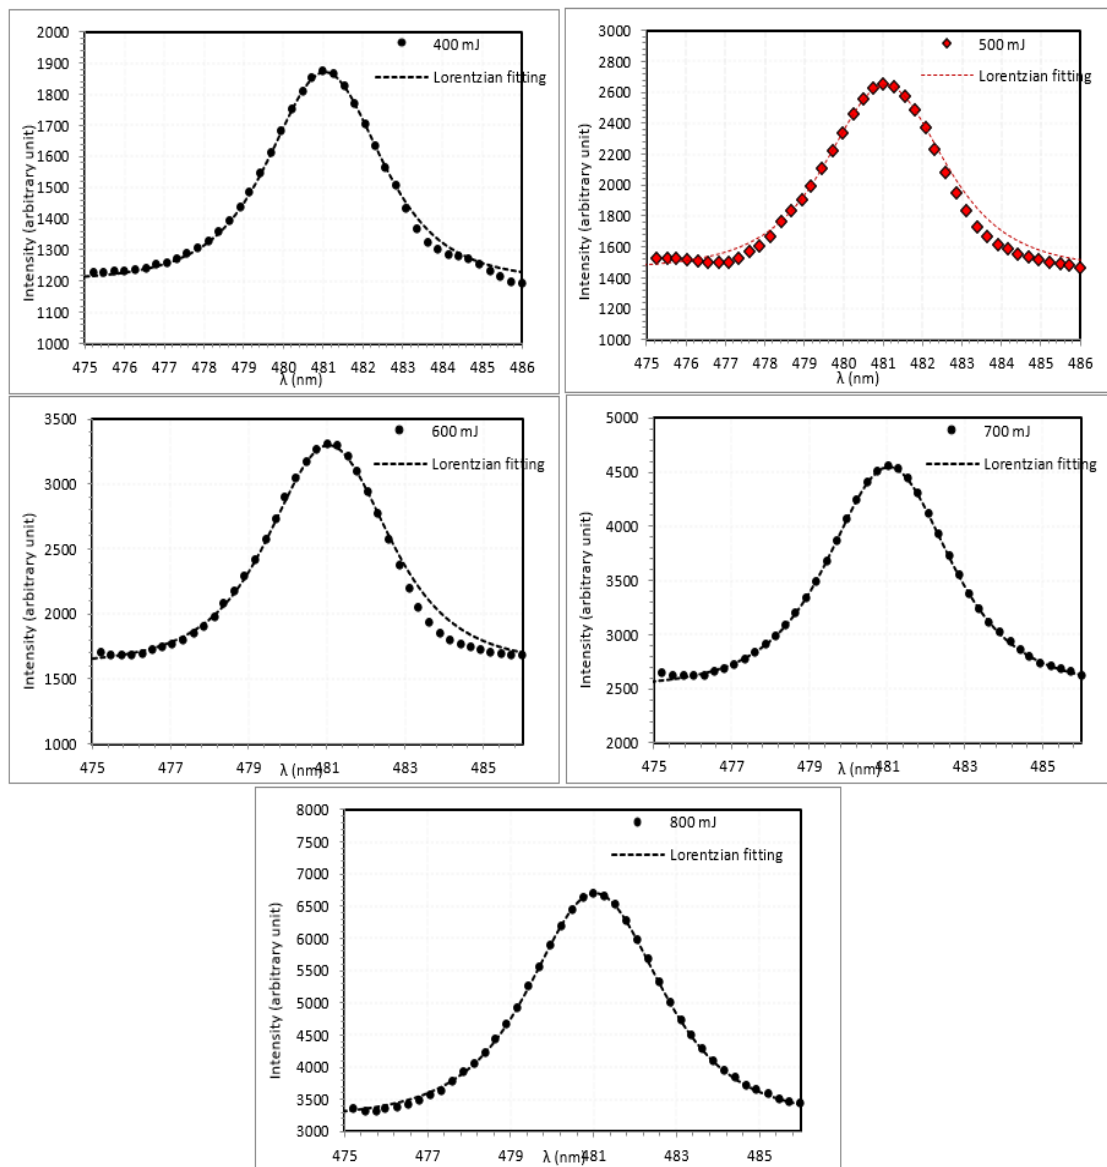 2000
1900
1800
1700
1600
1500
1400
1300
1200
1100
1000
Intensity (arbitrary unit)
400 mJ
Lorentzian fitting
475 476 477 478 479 480 481 482 483 484 485 486
λ (nm)
3000
2800
2600
2400
2200
2000
1800
1600
1400
1200
1000
Intensity (arbitrary unit)
500 mJ
Lorentzian fitting
475 476 477 478 479 480 481 482 483 484 485 486
λ (nm)
3500
3000
2500
2000
1500
1000
Intensity (arbitrary unit)
600 mJ
Lorentzian fitting
475 477 479 481 483 485
λ (nm)
5000
4500
4000
3500
3000
2500
2000
Intensity (arbitrary unit)
700 mJ
Lorentzian fitting
475 477 479 481 483 485
λ (nm)
8000
7500
7000
6500
6000
5500
5000
4500
4000
3500
3000
Intensity (arbitrary unit)
800 mJ
Lorentzian fitting
475 477 479 481 483 485
λ (nm)